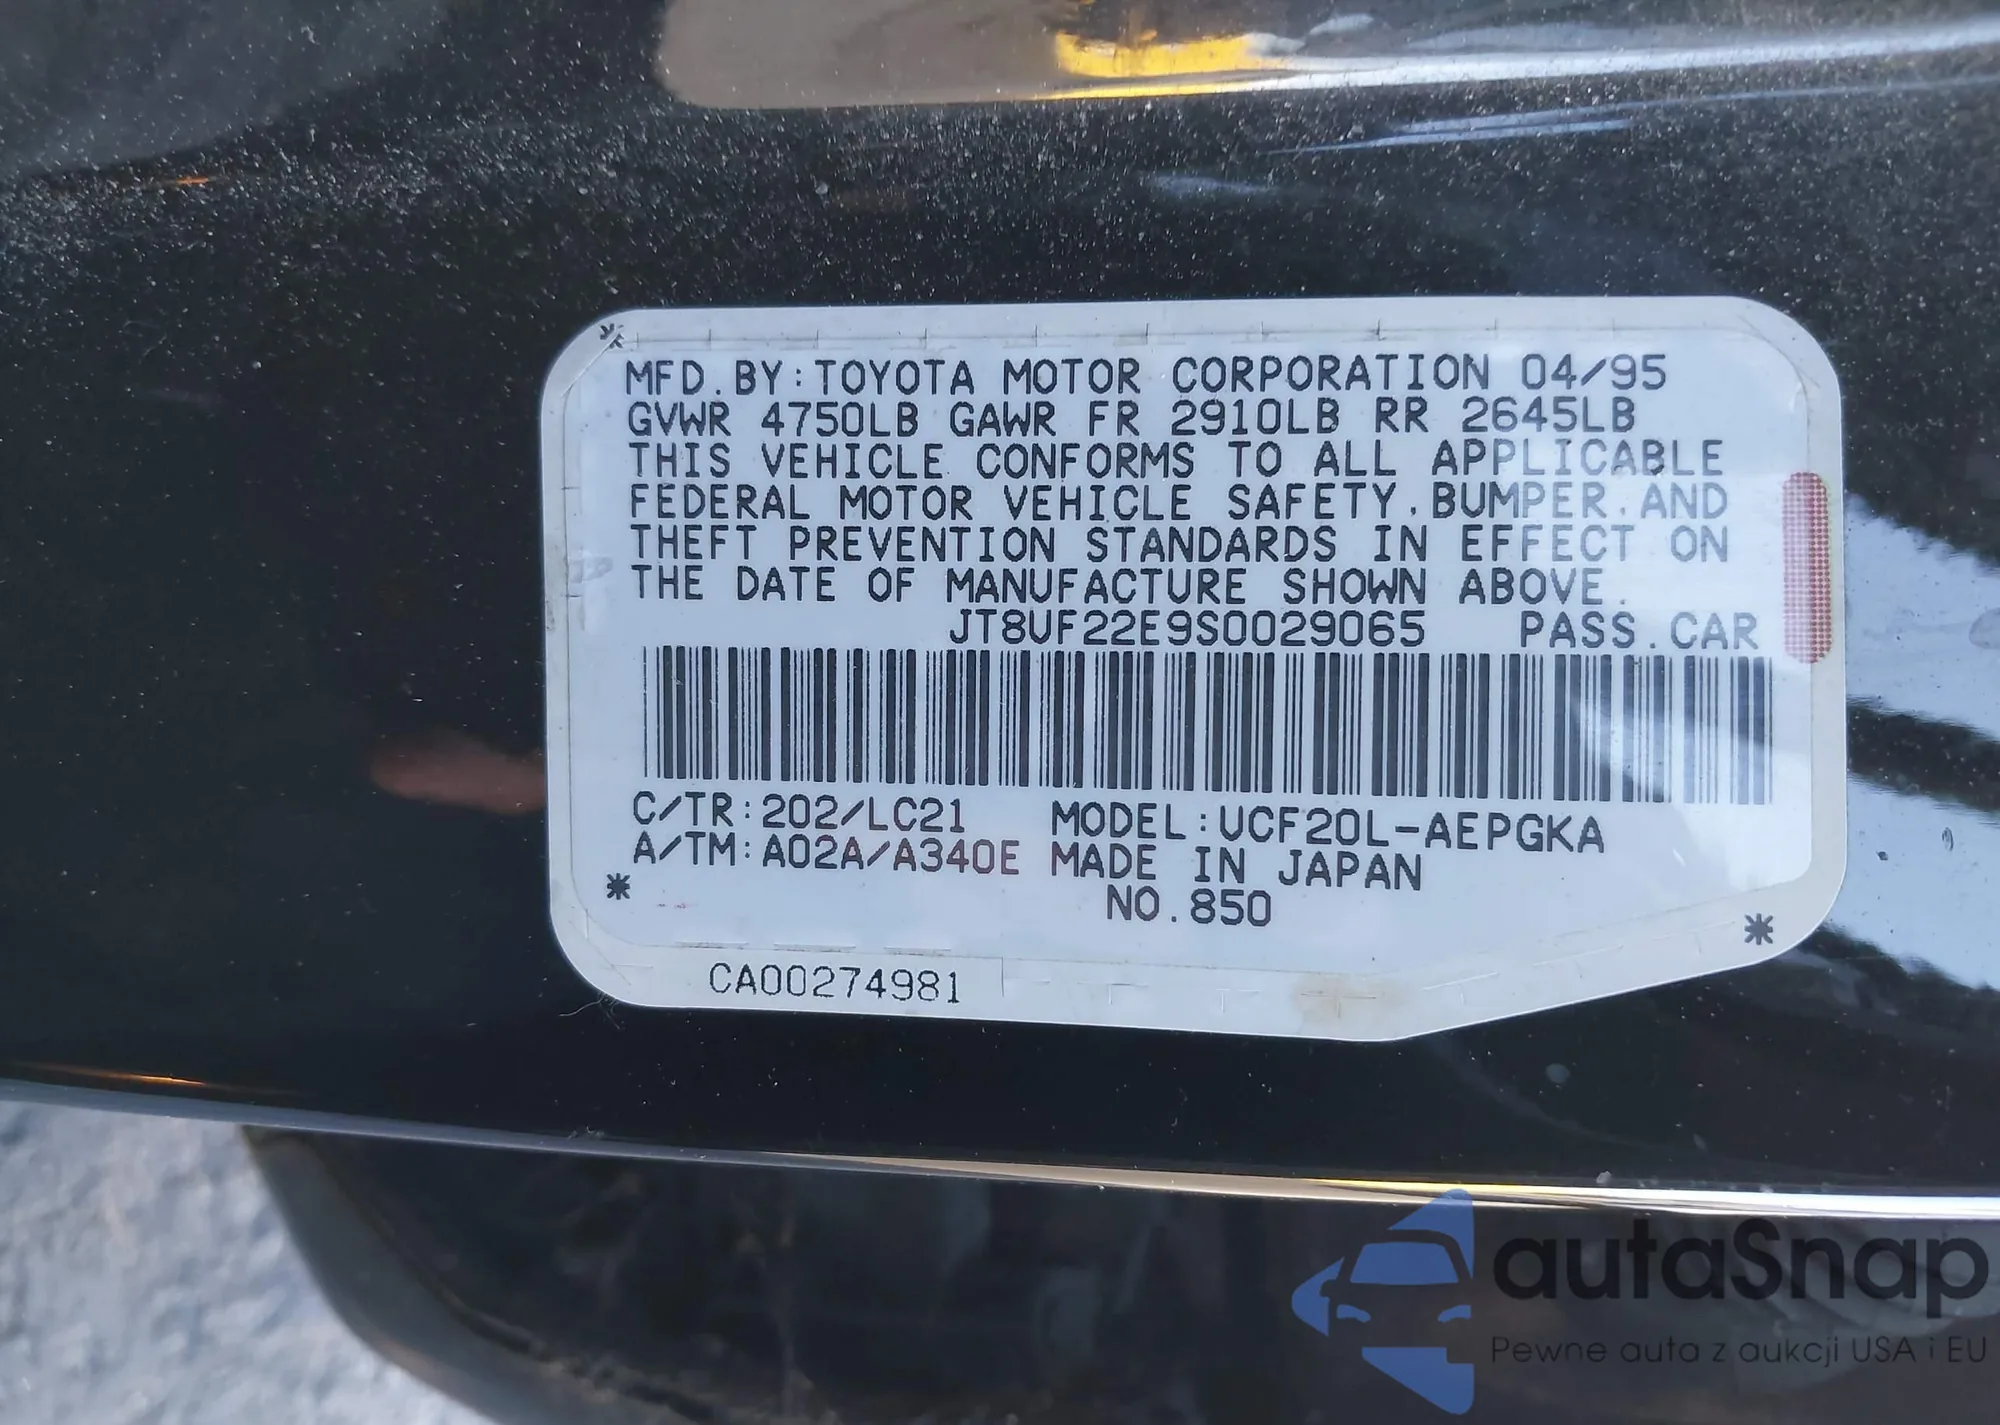 MFD.BY:TOYOTA MOTOR CORPORATION 04/95
GVWR 4750LB GAWR FR 2910LB RR 2645LB
THIS VEHICLE CONFORMS TO ALL APPLICABLE
FEDERAL MOTOR VEHICLE SAFETY,BUMPER,AND
THEFT PREVENTION STANDARDS IN EFFECT ON
THE DATE OF MANUFACTURE SHOWN ABOVE.
JT8UF22E9S0029065 PASS.CAR
C/TR:202/LC21 MODEL:UCF20L-AEPGKA
A/TM:A02A/A340E MADE IN JAPAN
NO.850
CA00274981
autaSnap
Pewne auta z aukcji USA i EU